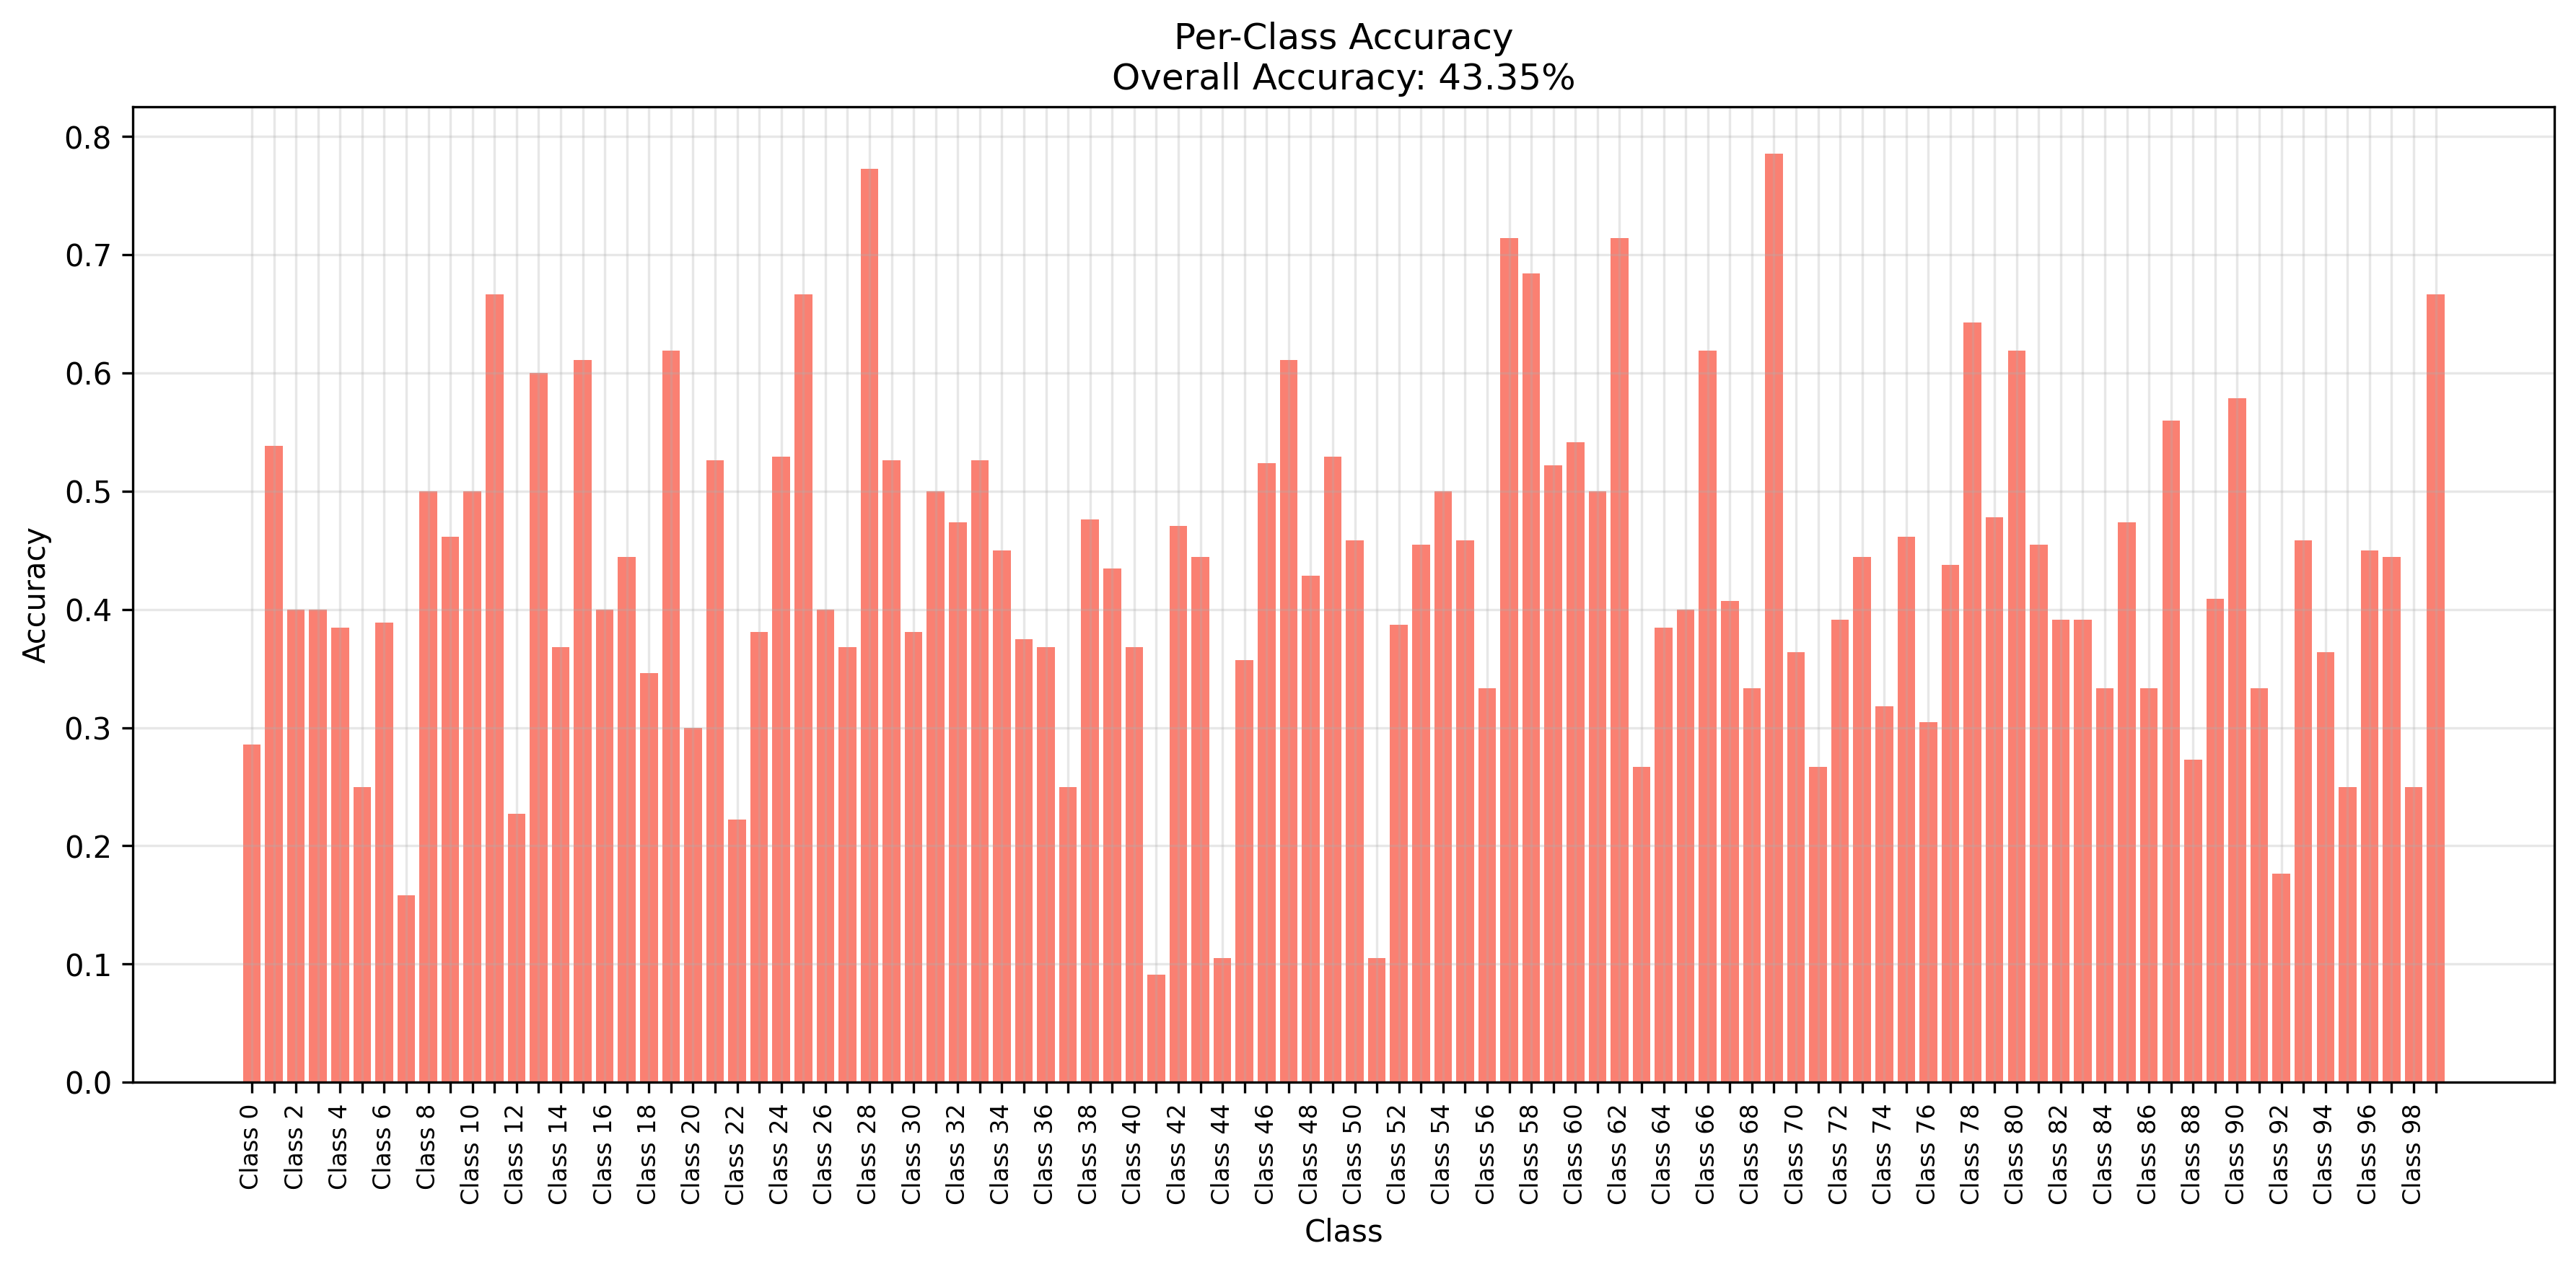 Per-Class Accuracy
Overall Accuracy: 43.35%
Accuracy
0.8
0.7
0.6
0.5
0.4
0.3
0.2
0.1
0.0
Class 0
Class 2
Class 4
Class 6
Class 8
Class 10
Class 12
Class 14
Class 16
Class 18
Class 20
Class 22
Class 24
Class 26
Class 28
Class 30
Class 32
Class 34
Class 36
Class 38
Class 40
Class 42
Class 44
Class 46
Class 48
Class 50
Class 52
Class 54
Class 56
Class 58
Class 60
Class 62
Class 64
Class 66
Class 68
Class 70
Class 72
Class 74
Class 76
Class 78
Class 80
Class 82
Class 84
Class 86
Class 88
Class 90
Class 92
Class 94
Class 96
Class 98
Class